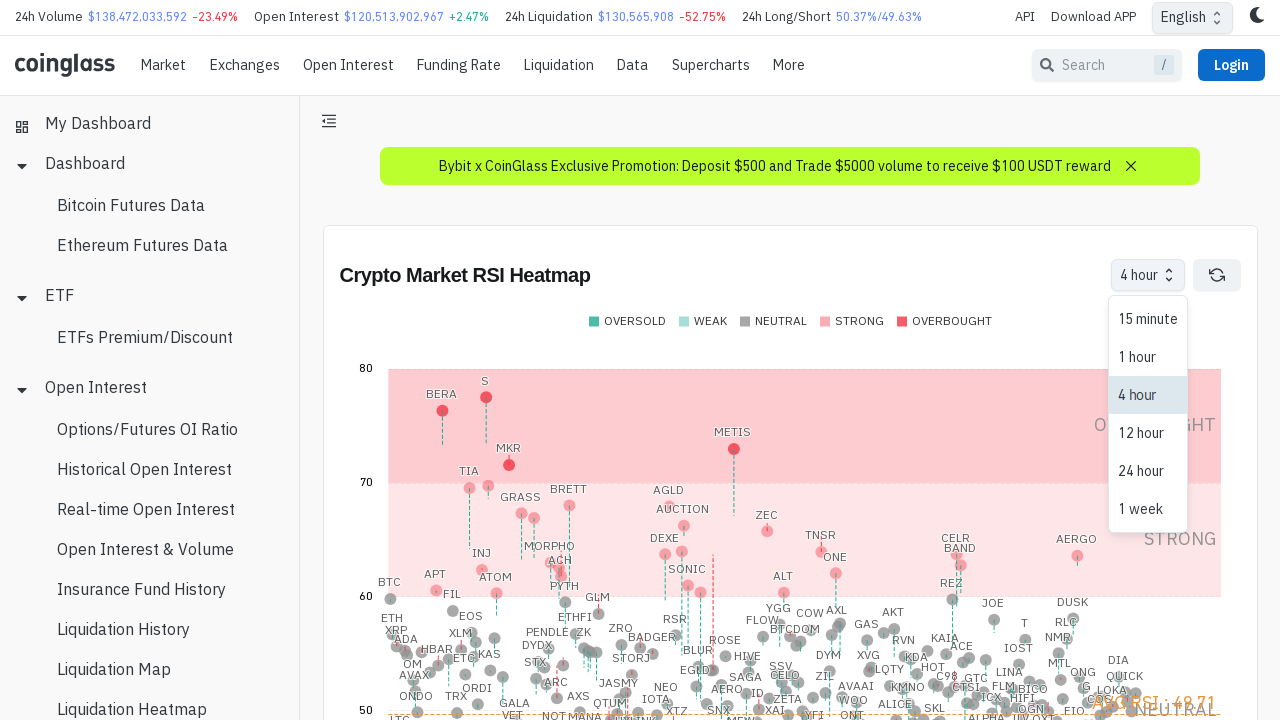 24h Volume $138,472,033,592 -23.49% Open Interest $120,513,902,967 +2.47% 24h Liquidation $130,565,908 -52.75% 24h Long/Short 50.37%/49.63% API Download APP English
coinglass Market Exchanges Open Interest Funding Rate Liquidation Data Supercharts More Search / Login
My Dashboard
Dashboard
Bitcoin Futures Data
Ethereum Futures Data
ETF
ETFs Premium/Discount
Open Interest
Options/Futures OI Ratio
Historical Open Interest
Real-time Open Interest
Open Interest & Volume
Insurance Fund History
Liquidation History
Liquidation Map
Liquidation Heatmap
Bybit x CoinGlass Exclusive Promotion: Deposit $500 and Trade $5000 volume to receive $100 USDT reward
Crypto Market RSI Heatmap
4 hour
15 minute
1 hour
4 hour
12 hour
24 hour
1 week
OVERSOLD WEAK NEUTRAL STRONG OVERBOUGHT
80
S
BERA
METIS
MKR
TIA
70
BRETT
AGLD
GRASS
AUCTION
ZEC
TNSR
DEXE
CELR
AERGO
STRONG
MORPHO
BAND
INJ
ACH
ONE
SONIC
APT
ATOM
ALT
BTC
PYTH
REZ
60
FIL
GLM
JOE
DUSK
YGG
COW
AXL
AKT
ETH
EOS
ETHFI
RSR
FLOW
GAS
T
RLC
XRP
XLM
PENDLE
ZK
ZRO
BTCDOM
ADA
BADGER
ROSE
RVN
KAIA
ACE
NMR
HBAR
DYDX
BLUR
IOST
ETC
KAS
STX
STORJ
HIVE
DYM
XVG
KDA
OM
EGLD
SSV
LQTY
HOT
MTL
DIA
AVAX
ARC
JASMY
SAGA
CELO
ZIL
C98
GTC
LINA
ONG
QUICK
ORDI
NEO
AERO
AVAAI
KMNO
CTSI
FLM
BICO
G
LOKA
ONDO
TRX
AXS
QTUM
IOTA
ID
ZETA
WOO
ALICE
HIFI
AVG RSI : 49.71
50
GALA
XTZ
SNX
XAI
SKL
OGN
FIO
NEUTRAL
VET
NOT
MANA
ONT
ALPHA